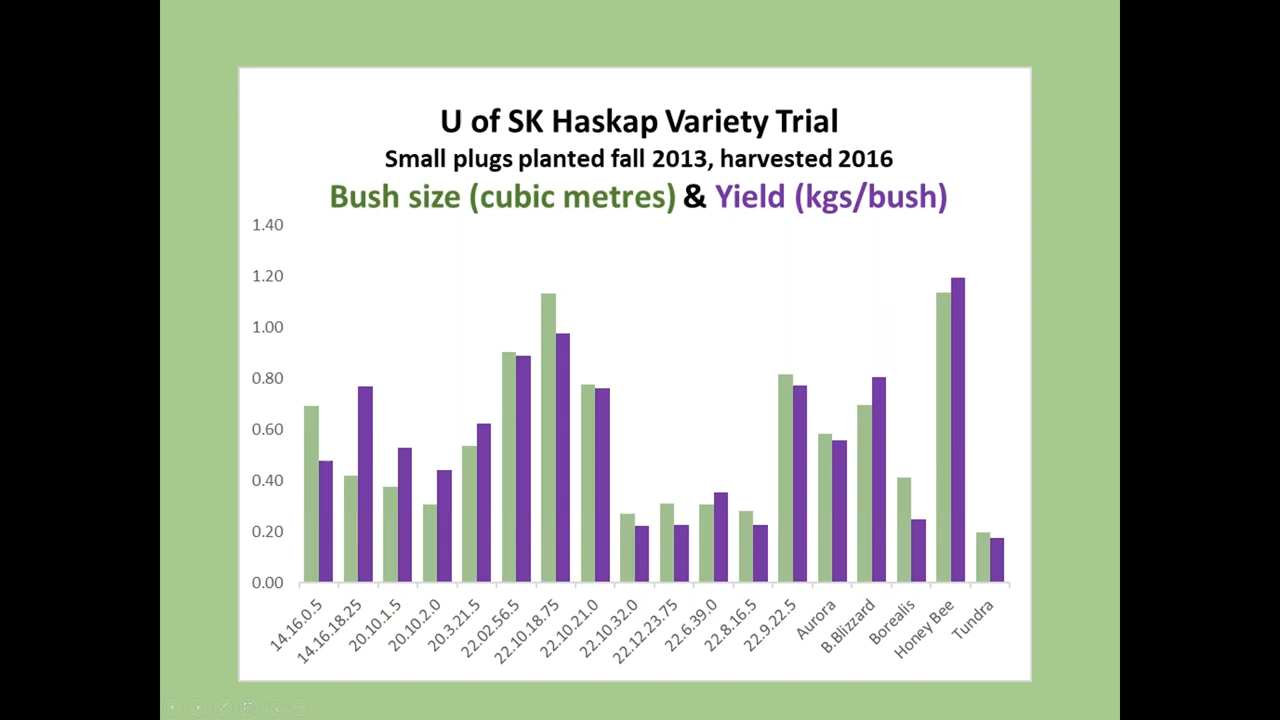 U of SK Haskap Variety Trial
Small plugs planted fall 2013, harvested 2016
Bush size (cubic metres) & Yield (kgs/bush)
1.40
1.20
1.00
0.80
0.60
0.40
0.20
0.00
14.16.0.5
14.16.18.25
20.10.1.5
20.10.2.0
20.3.21.5
22.02.56.5
22.10.18.75
22.10.21.0
22.10.32.0
22.12.23.75
22.6.39.0
22.8.16.5
22.9.22.5
Aurora
B.Blizzard
Borealis
Honey Bee
Tundra